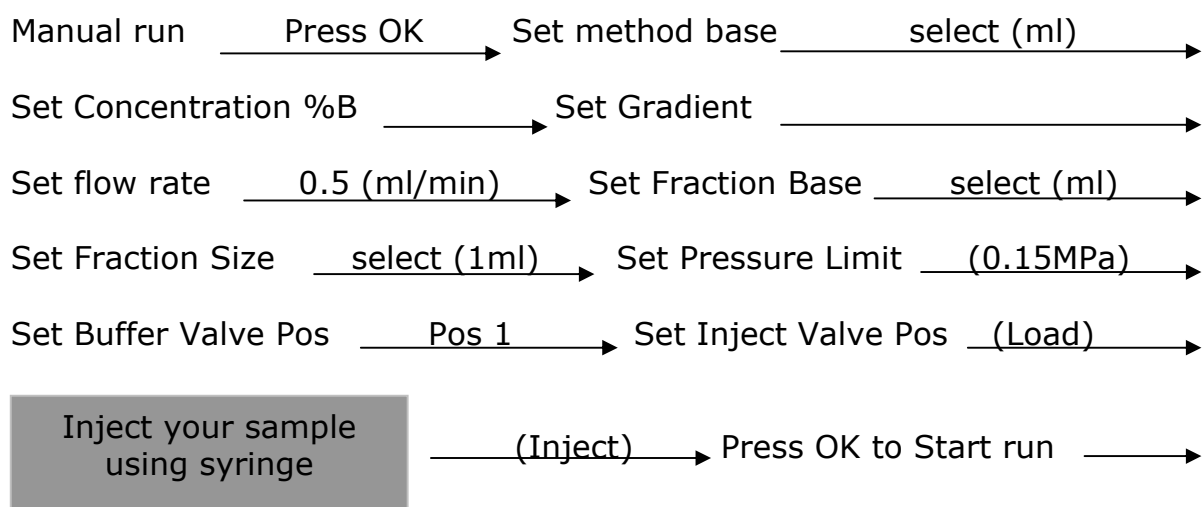 Manual run Press OK Set method base select (ml)
Set Concentration %B Set Gradient
Set flow rate 0.5 (ml/min) Set Fraction Base select (ml)
Set Fraction Size select (1ml) Set Pressure Limit (0.15MPa)
Set Buffer Valve Pos Pos 1 Set Inject Valve Pos (Load)
Inject your sample
using syringe
(Inject) Press OK to Start run